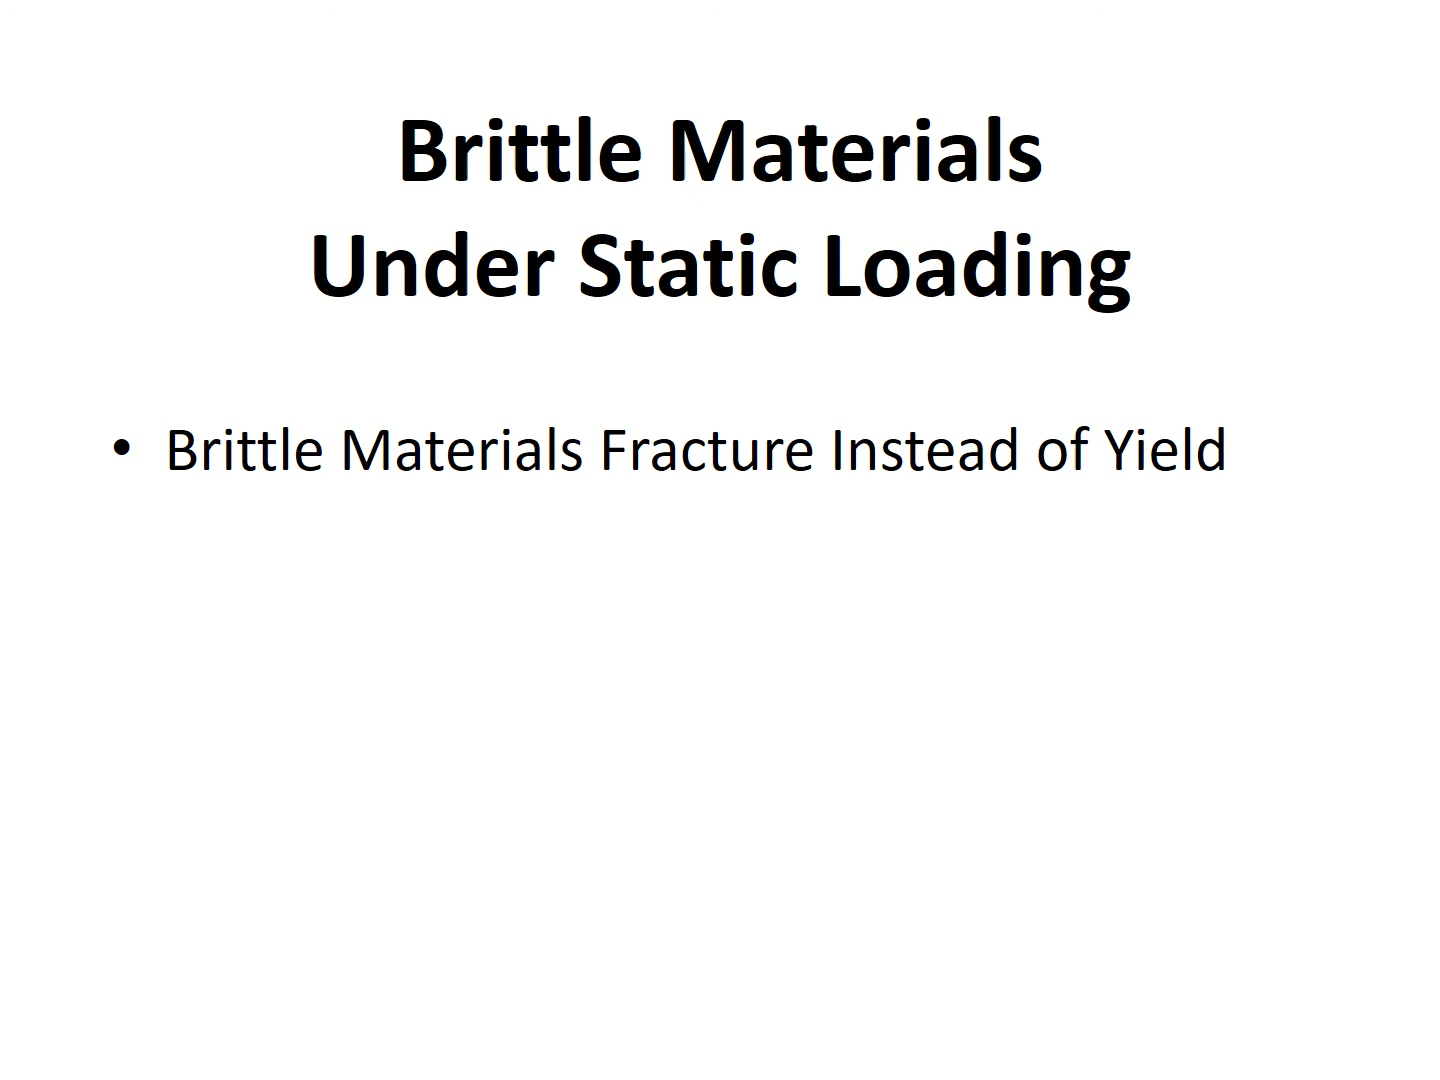 Brittle Materials
Under Static Loading
• Brittle Materials Fracture Instead of Yield